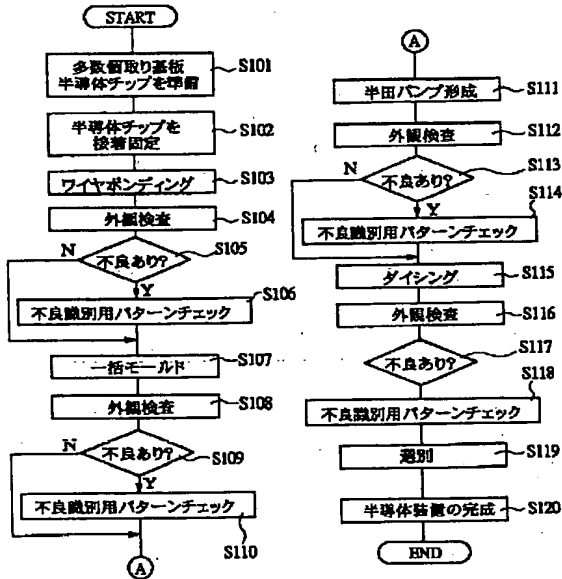 START
多数個取り基板
半導体チップを準備
S101
半導体チップを
接着固定
S102
ワイヤボンディング
S103
外観検査
S104
不良あり?
S105
N
Y
不良識別用パターンチェック
S106
一括モールド
S107
外観検査
S108
不良あり?
S109
N
Y
不良識別用パターンチェック
S110
A
A
半田バンプ形成
S111
外観検査
S112
不良あり?
S113
N
Y
不良識別用パターンチェック
S114
ダイシング
S115
外観検査
S116
不良あり?
S117
不良識別用パターンチェック
S118
選別
S119
半導体装置の完成
S120
END